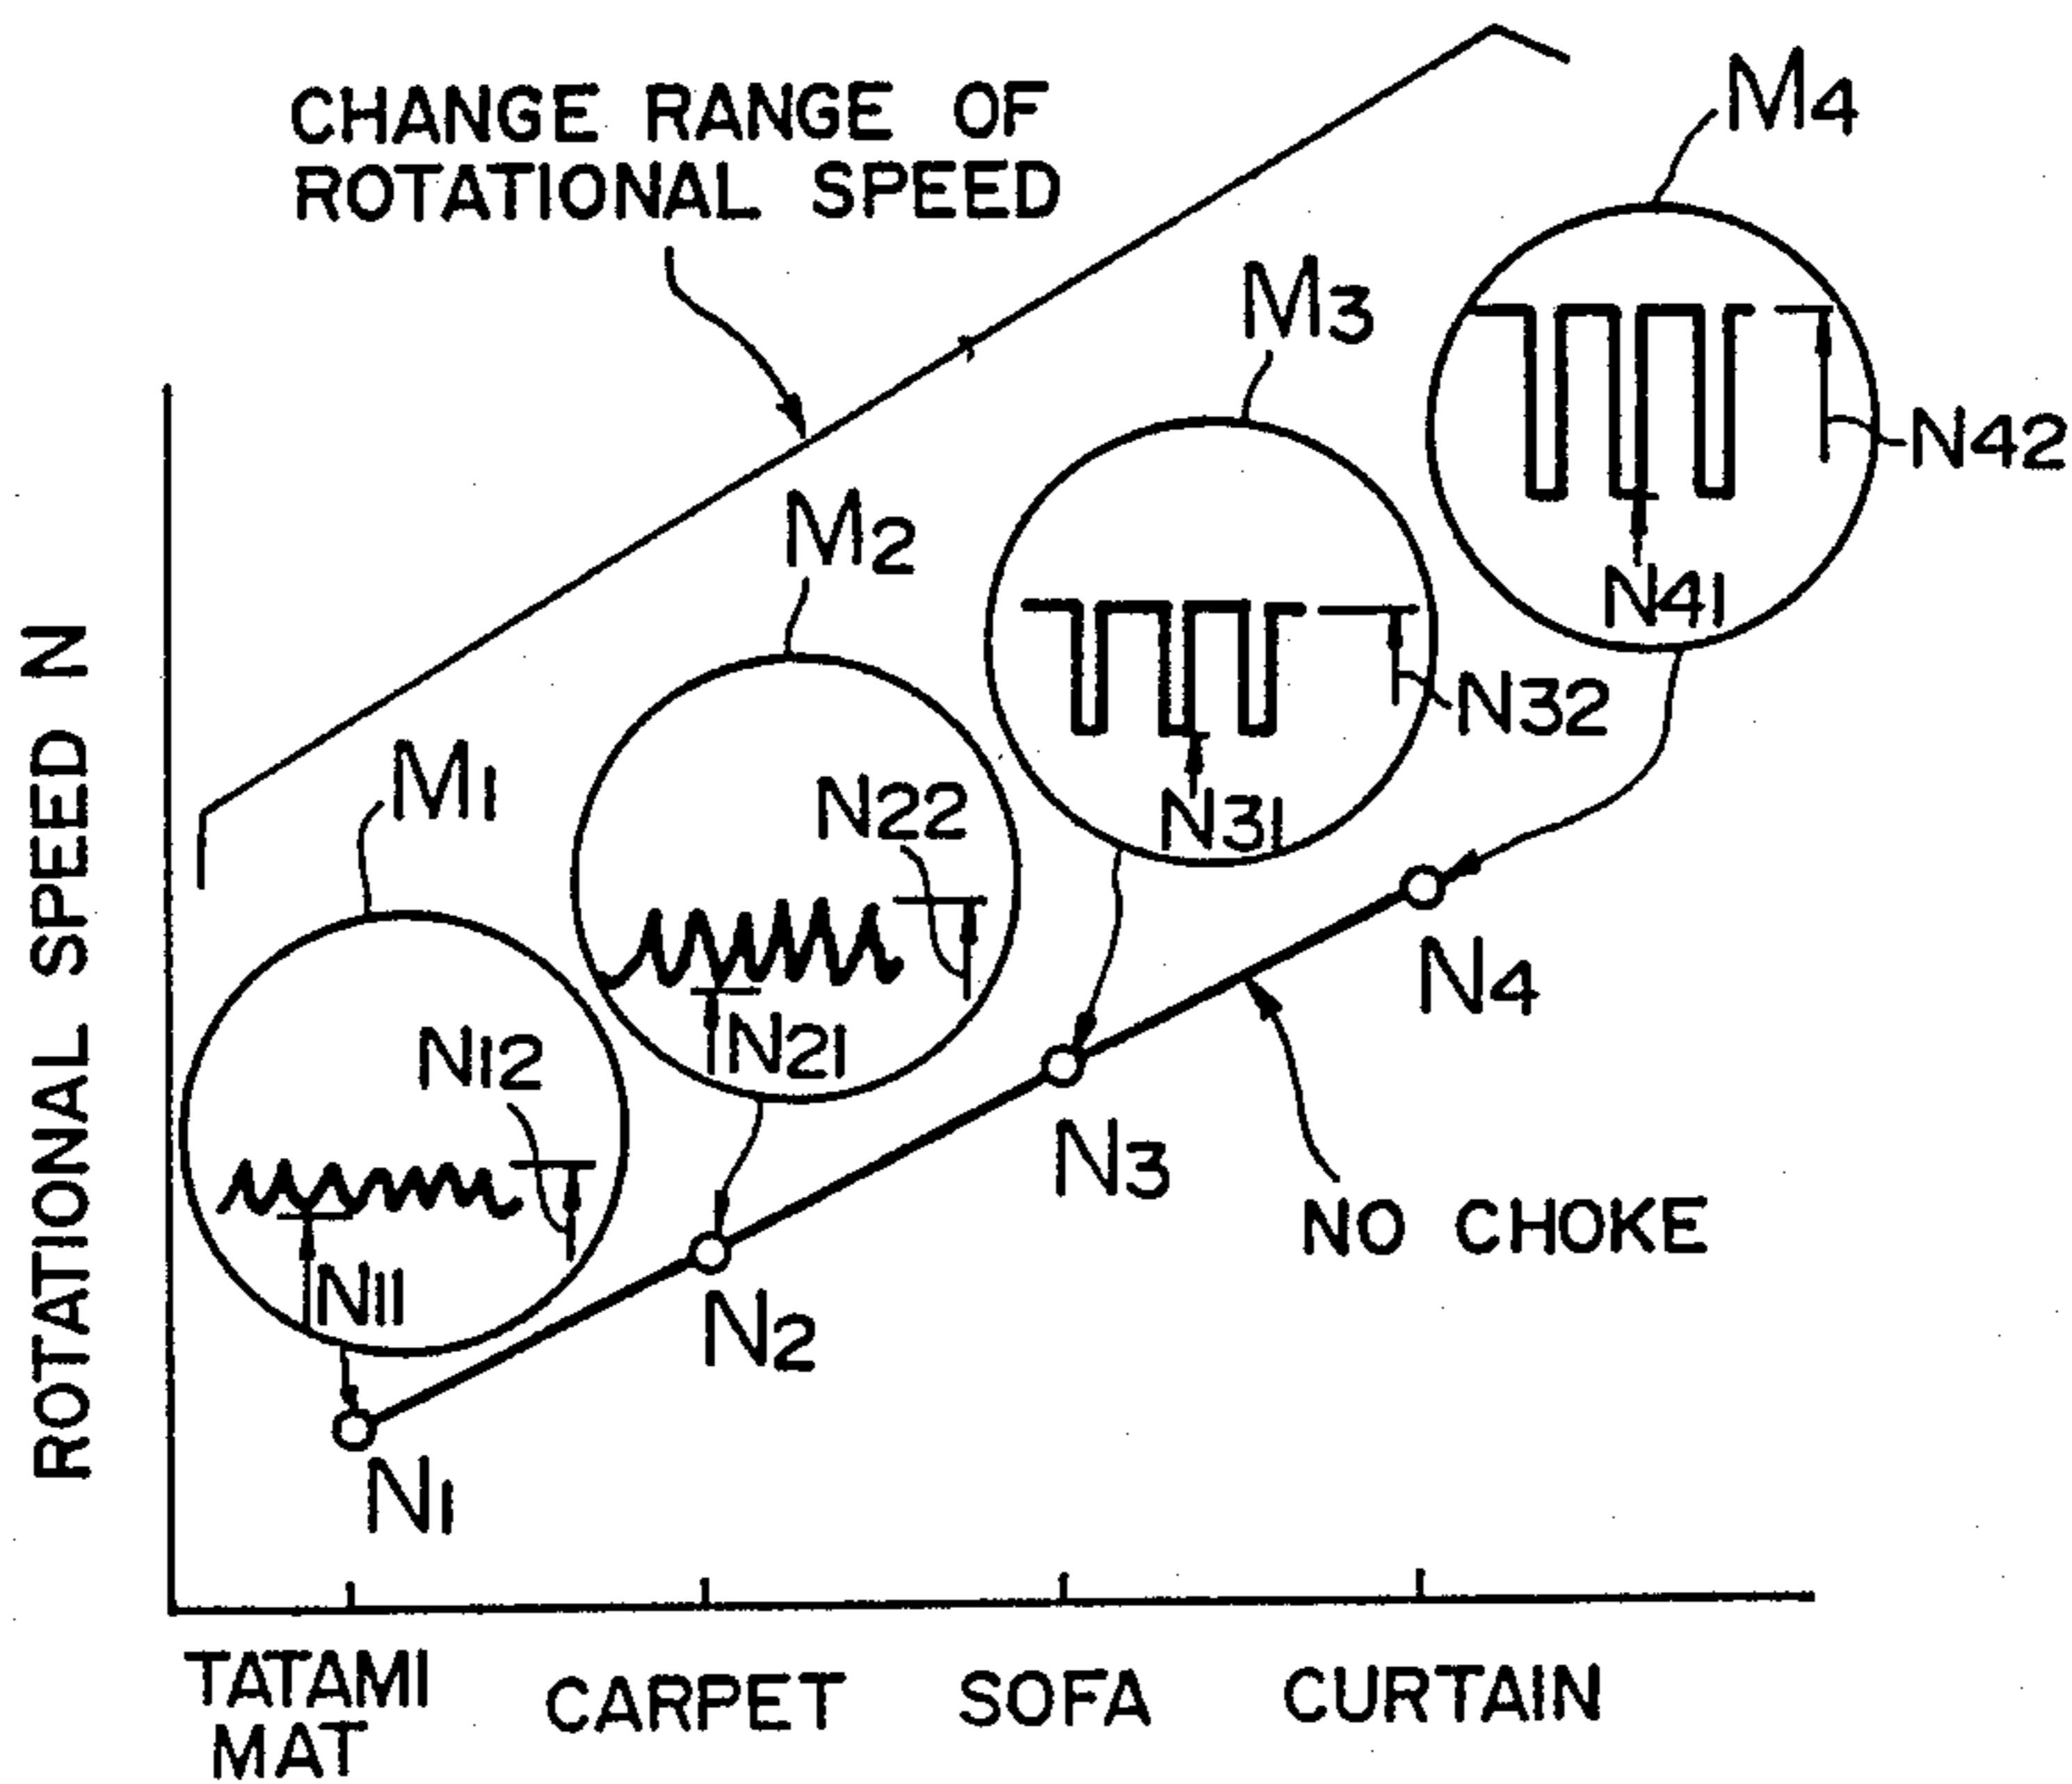 CHANGE RANGE OF
ROTATIONAL SPEED
M4
M3
N42
M2
N41
N32
M1
N22
N31
N21
N4
N12
N3
N11
N2
NO CHOKE
N1
ROTATIONAL SPEED N
TATAMI
MAT
CARPET
SOFA
CURTAIN